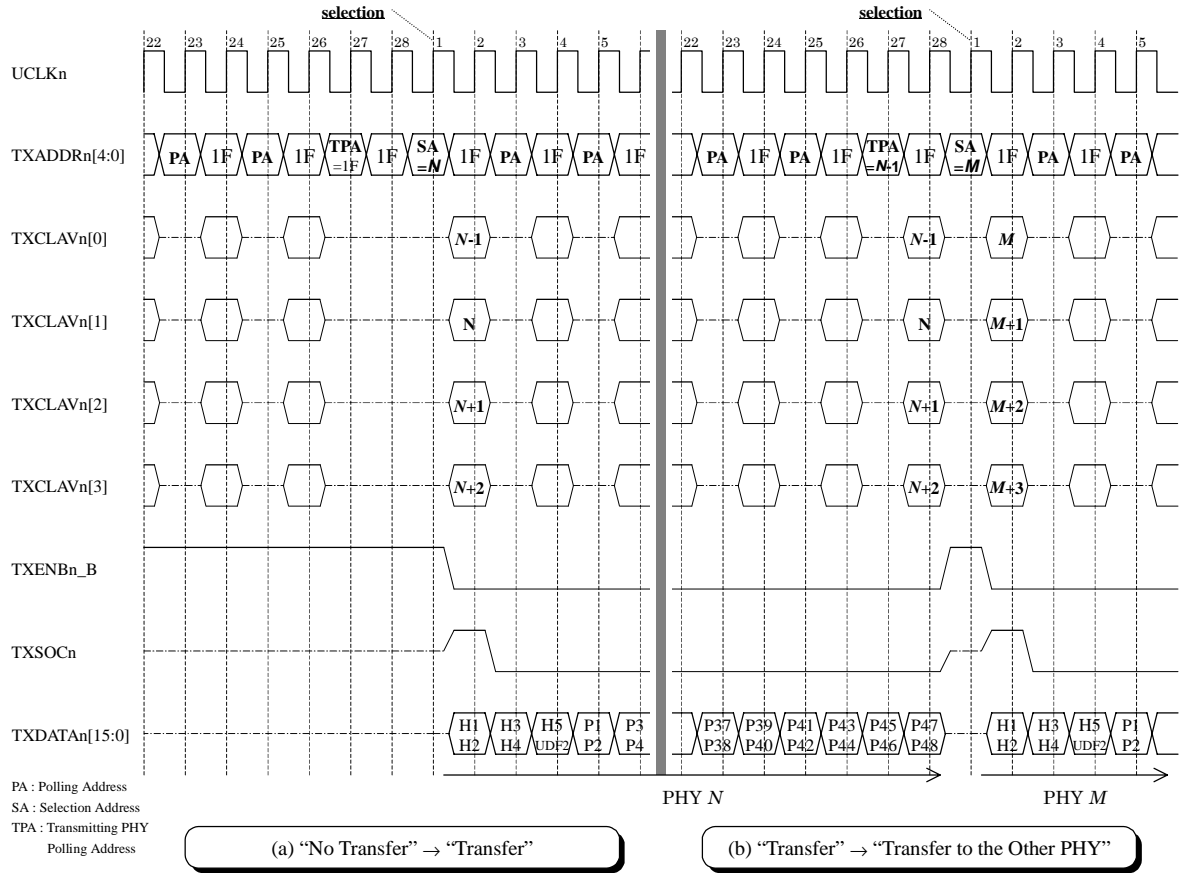 selection selection
22 23 24 25 26 27 28 1 2 3 4 5 22 23 24 25 26 27 28 1 2 3 4 5
UCLKn
TXADDRn[4:0] PA 1F PA 1F TPA =1F 1F SA =N 1F PA 1F PA 1F PA 1F PA 1F TPA =N-1 1F SA =M 1F PA 1F PA
TXCLAVn[0] N-1 N-1 M
TXCLAVn[1] N N M+1
TXCLAVn[2] N+1 N+1 M+2
TXCLAVn[3] N+2 N+2 M+3
TXENBn_B
TXSOCn
TXDATAn[15:0]
H1 H3 H5 P1 P3 P37 P39 P41 P43 P45 P47 H1 H3 H5 P1
H2 H4 UDF2 P2 P4 P38 P40 P42 P44 P46 P48 H2 H4 UDF2 P2
PHY N PHY M
PA : Polling Address
SA : Selection Address
TPA : Transmitting PHY
Polling Address
(a) “No Transfer” → “Transfer” (b) “Transfer” → “Transfer to the Other PHY”